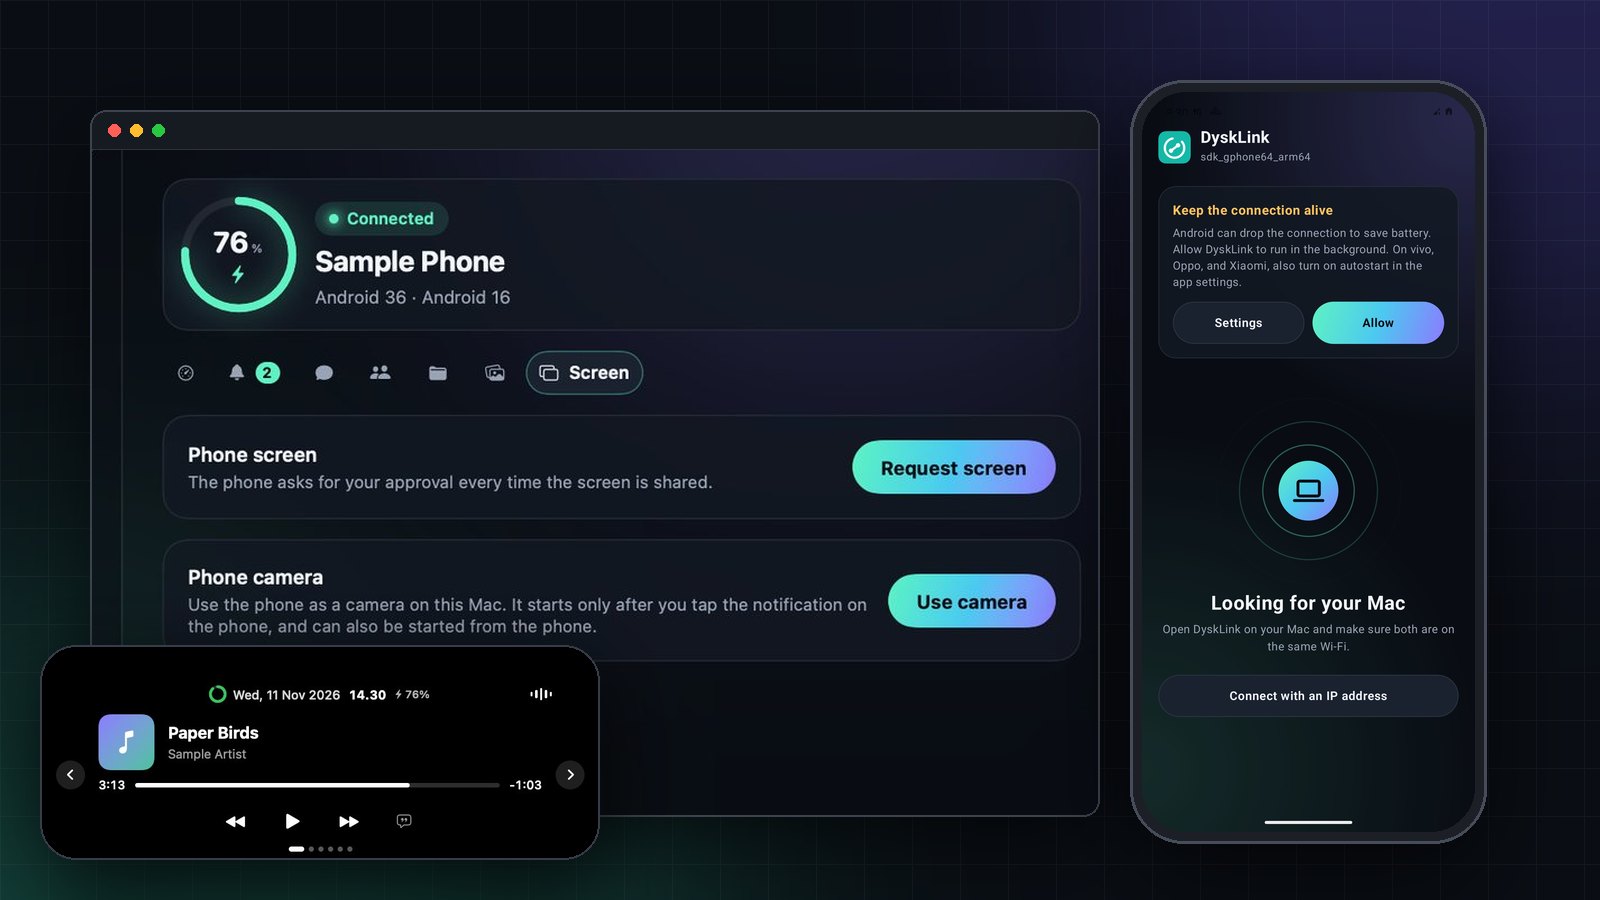 76 %
Connected
Sample Phone
Android 36 · Android 16
2
Screen
Phone screen
The phone asks for your approval every time the screen is shared.
Request screen
Phone camera
Use the phone as a camera on this Mac. It starts only after you tap the notification on
the phone, and can also be started from the phone.
Use camera
Wed, 11 Nov 2026 14.30 76%
Paper Birds
Sample Artist
3:13
-1:03
DyskLink
sdk_gphone64_arm64
Keep the connection alive
Android can drop the connection to save battery.
Allow DyskLink to run in the background. On vivo,
Oppo, and Xiaomi, also turn on autostart in the
app settings.
Settings
Allow
Looking for your Mac
Open DyskLink on your Mac and make sure both are on
the same Wi-Fi.
Connect with an IP address